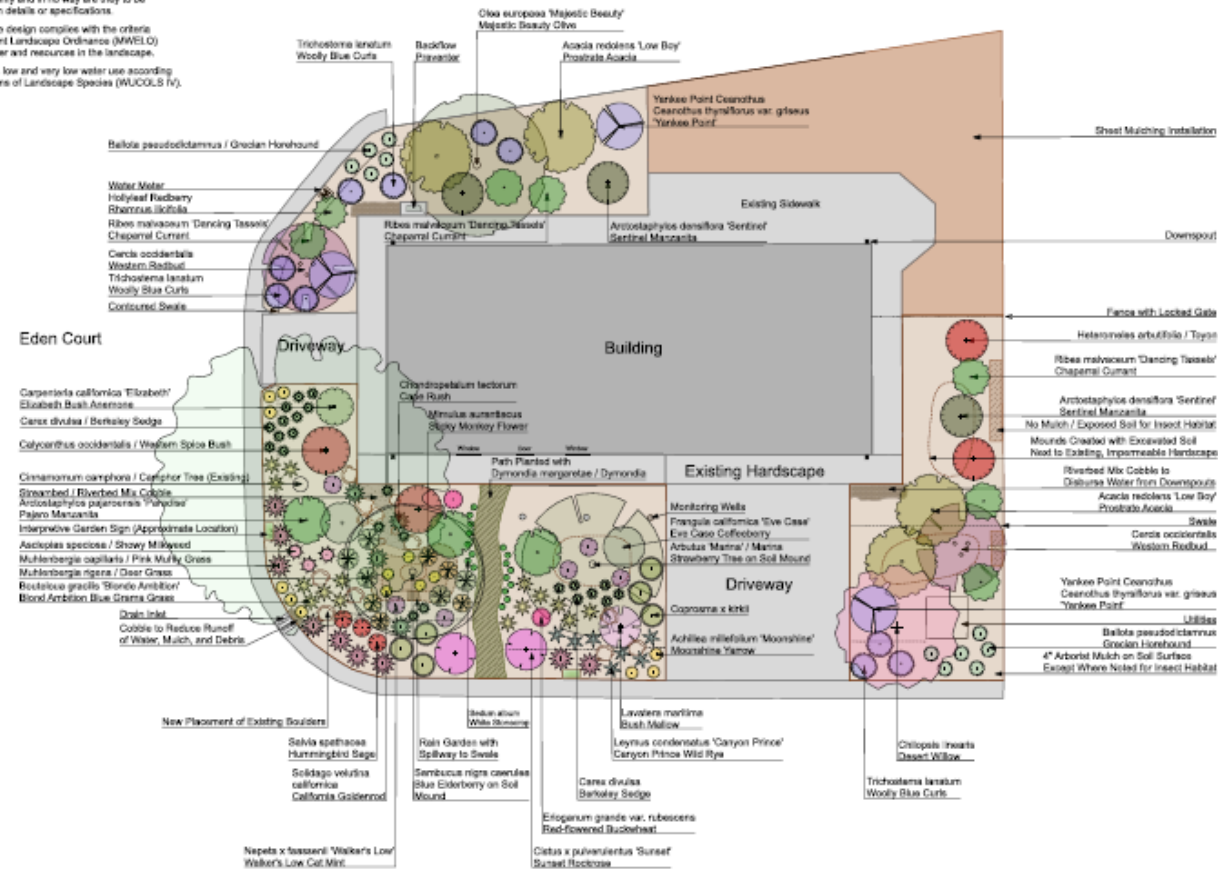 only and in no way are they to be
details or specifications.
design complies with the criteria
nt Landscape Ordinance (MWELO)
er and resources in the landscape.
low and very low water use according
ns of Landscape Species (WUCOLS IV).
Olea europaea 'Majestic Beauty'
Majestic Beauty Olive
Trichostema lanatum
Woolly Blue Curls
Backflow
Preventer
Acacia redolens 'Low Boy'
Prostrate Acacia
Yankee Point Ceanothus
Ceanothus thyrsiflorus var. griseus
'Yankee Point'
Sheet Mulching Installation
Ballota pseudodictamnus / Grecian Horehound
Water Meter
Hollyleaf Redberry
Rhamnus ilicifolia
Ribes malvaceum 'Dancing Tassels'
Chaparral Currant
Cercis occidentalis
Western Redbud
Trichostema lanatum
Woolly Blue Curls
Contoured Swale
Existing Sidewalk
Ribes malvaceum 'Dancing Tassels'
Chaparral Currant
Arctostaphylos densiflora 'Sentinel'
Sentinel Manzanita
Downspout
Eden Court
Driveway
Building
Fence with Locked Gate
Heteromeles arbutifolia / Toyon
Ribes malvaceum 'Dancing Tassels'
Chaparral Currant
Arctostaphylos densiflora 'Sentinel'
Sentinel Manzanita
No Mulch / Exposed Soil for Insect Habitat
Mounds Created with Excavated Soil
Next to Existing, Impermeable Hardscape
Riverbed Mix Cobble to
Disburse Water from Downspouts
Acacia redolens 'Low Boy'
Prostrate Acacia
Swale
Cercis occidentalis
Western Redbud
Yankee Point Ceanothus
Ceanothus thyrsiflorus var. griseus
'Yankee Point'
Utilities
Ballota pseudodictamnus
Grecian Horehound
4" Arborist Mulch on Soil Surface
Except Where Noted for Insect Habitat
Carpenteria californica 'Elizabeth'
Elizabeth Bush Anemone
Carex divulsa / Berkeley Sedge
Calycanthus occidentalis / Western Spice Bush
Cinnamomum camphora / Camphor Tree (Existing)
Streambed / Riverbed Mix Cobble
Arctostaphylos pajaroensis 'Paradise'
Pajaro Manzanita
Interpretive Garden Sign (Approximate Location)
Asclepias speciosa / Showy Milkweed
Muhlenbergia capillaris / Pink Muhly Grass
Muhlenbergia rigens / Deer Grass
Bouteloua gracilis 'Blonde Ambition'
Blond Ambition Blue Grama Grass
Drain Inlet
Cobble to Reduce Runoff
of Water, Mulch, and Debris
Chondropetalum tectorum
Cape Rush
Mimulus aurantiacus
Sticky Monkey Flower
Window
Door
Window
Path Planted with
Dymondia margaretae / Dymondia
Existing Hardscape
Monitoring Wells
Frangula californica 'Eve Case'
Eve Case Coffeeberry
Arbutus 'Marina' / Marina
Strawberry Tree on Soil Mound
Driveway
Coprosma x kirkii
Achillea millefolium 'Moonshine'
Moonshine Yarrow
New Placement of Existing Boulders
Salvia spathacea
Hummingbird Sage
Solidago velutina
californica
California Goldenrod
Nepeta x faassenii 'Walker's Low'
Walker's Low Cat Mint
Rain Garden with
Spillway to Swale
Sambucus nigra caerulea
Blue Elderberry on Soil
Mound
Sedum album
White Stonecrop
Cistus x pulverulentus 'Sunset'
Sunset Rockrose
Eriogonum grande var. rubescens
Red-flowered Buckwheat
Carex divulsa
Berkeley Sedge
Lavatera maritima
Bush Mallow
Leymus condensatus 'Canyon Prince'
Canyon Prince Wild Rye
Chilopsis linearis
Desert Willow
Trichostema lanatum
Woolly Blue Curls